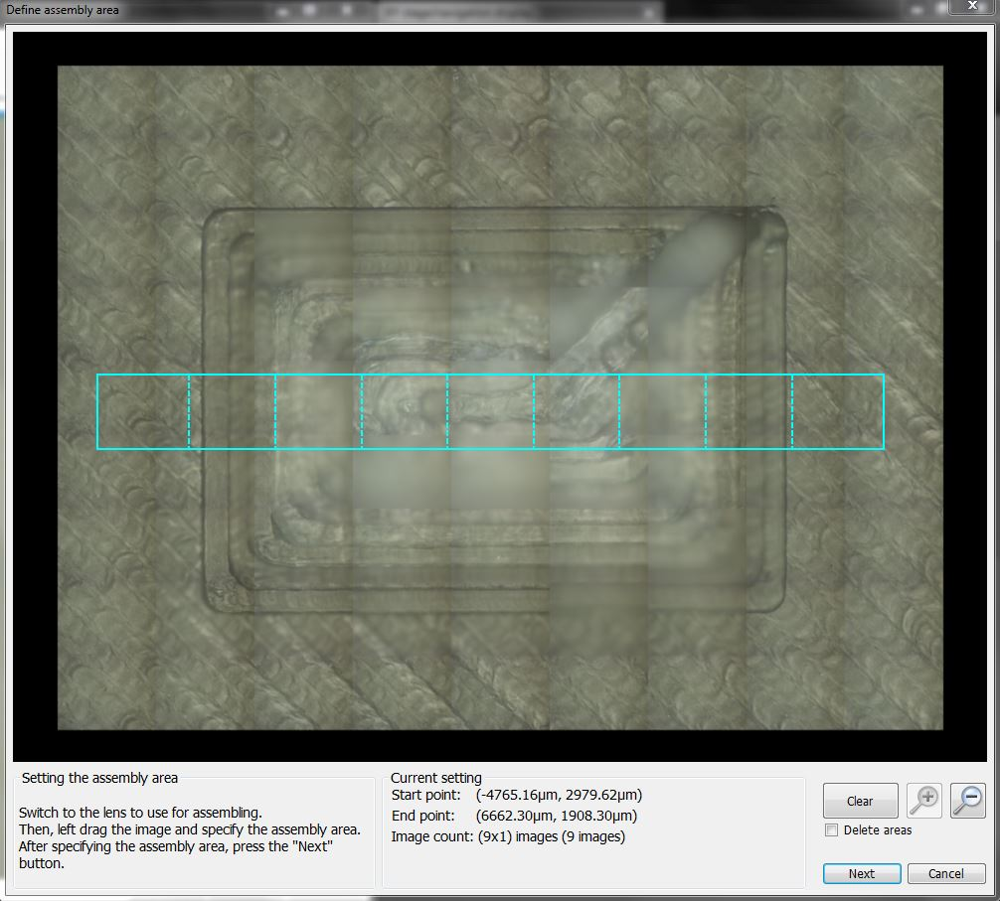 Define assembly area
Setting the assembly area
Switch to the lens to use for assembling.
Then, left drag the image and specify the assembly area.
After specifying the assembly area, press the "Next"
button.
Current setting
Start point: (-4765.16µm, 2979.62µm)
End point: (6662.30µm, 1908.30µm)
Image count: (9x1) images (9 images)
Clear
Delete areas
Next
Cancel